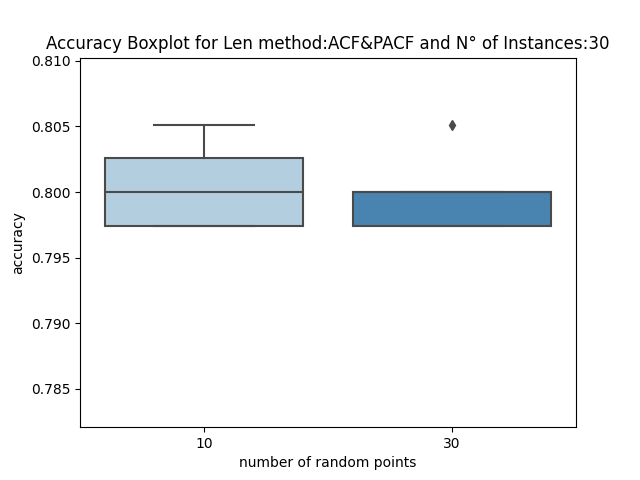 Accuracy Boxplot for Len method:ACF&PACF and N° of Instances:30
0.810
0.805
0.800
0.795
0.790
0.785
accuracy
10 30
number of random points